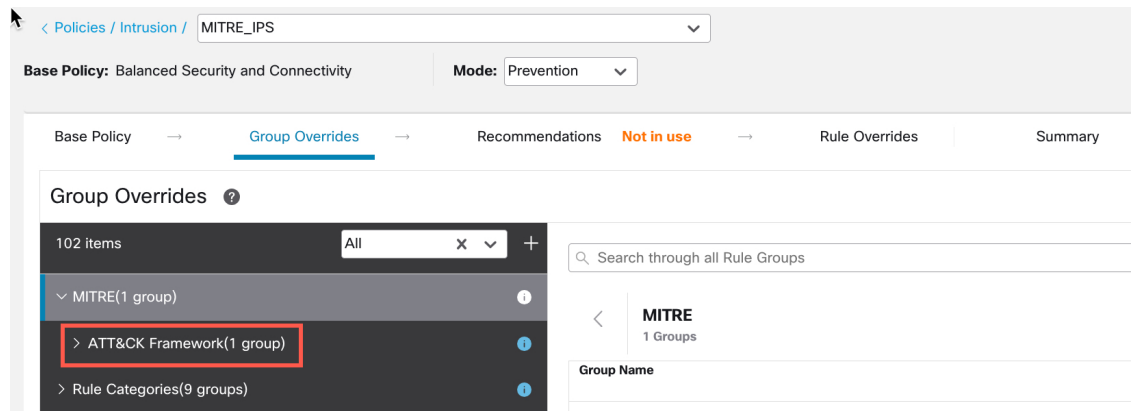 Policies / Intrusion / MITRE_IPS
Base Policy: Balanced Security and Connectivity Mode: Prevention
Base Policy → Group Overrides → Recommendations Not in use → Rule Overrides Summary
Group Overrides ?
102 items All X +
MITRE(1 group)
Search through all Rule Groups
MITRE
1 Groups
ATT&CK Framework(1 group)
Rule Categories(9 groups)
Group Name